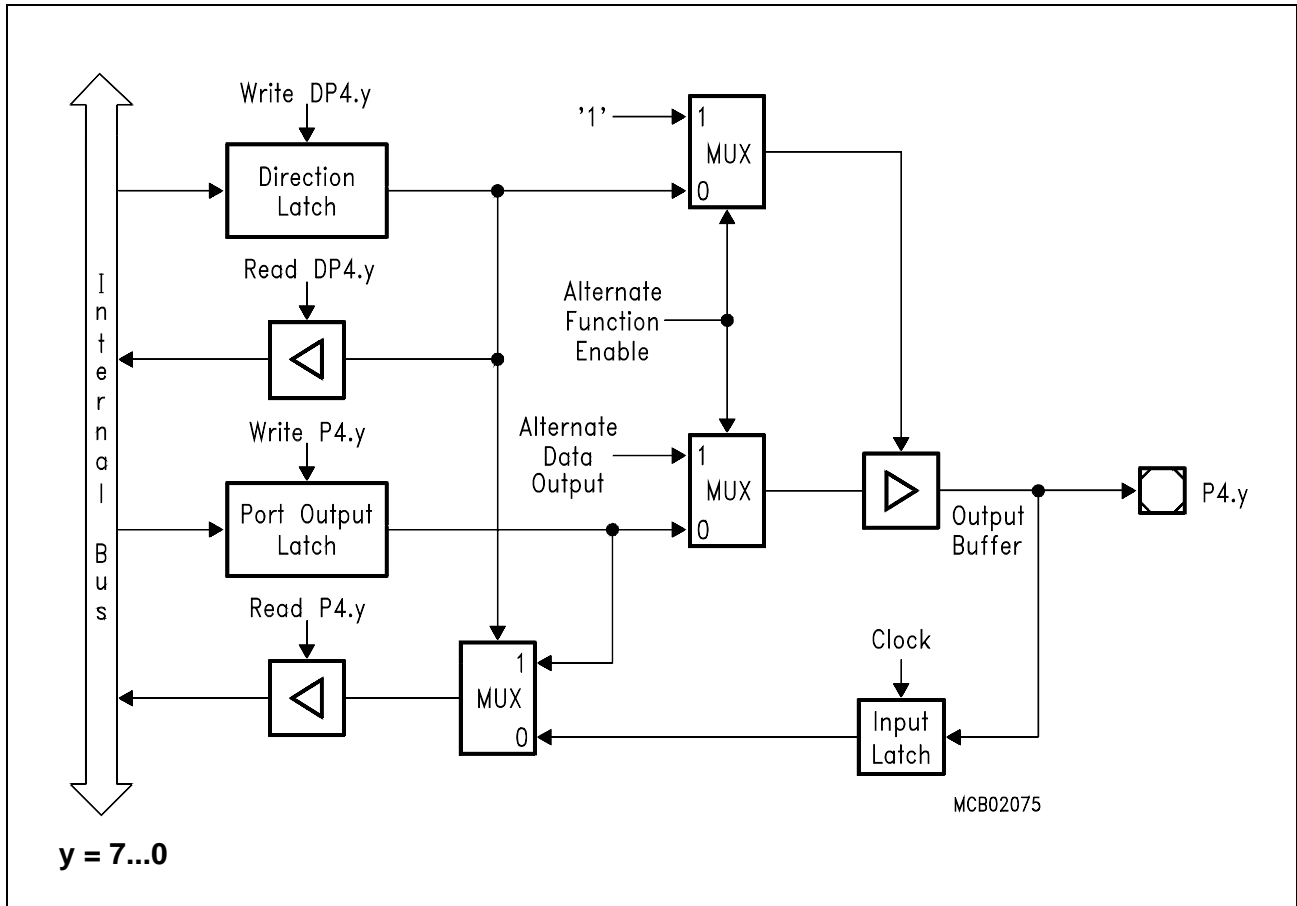 Write DP4.y
'1'
1
MUX
0
Direction
Latch
Read DP4.y
Alternate
Function
Enable
Internal Bus
Write P4.y
Alternate
Data
Output
1
MUX
0
Port Output
Latch
Output
Buffer
P4.y
Read P4.y
1
MUX
0
Clock
Input
Latch
MCB02075
y = 7...0